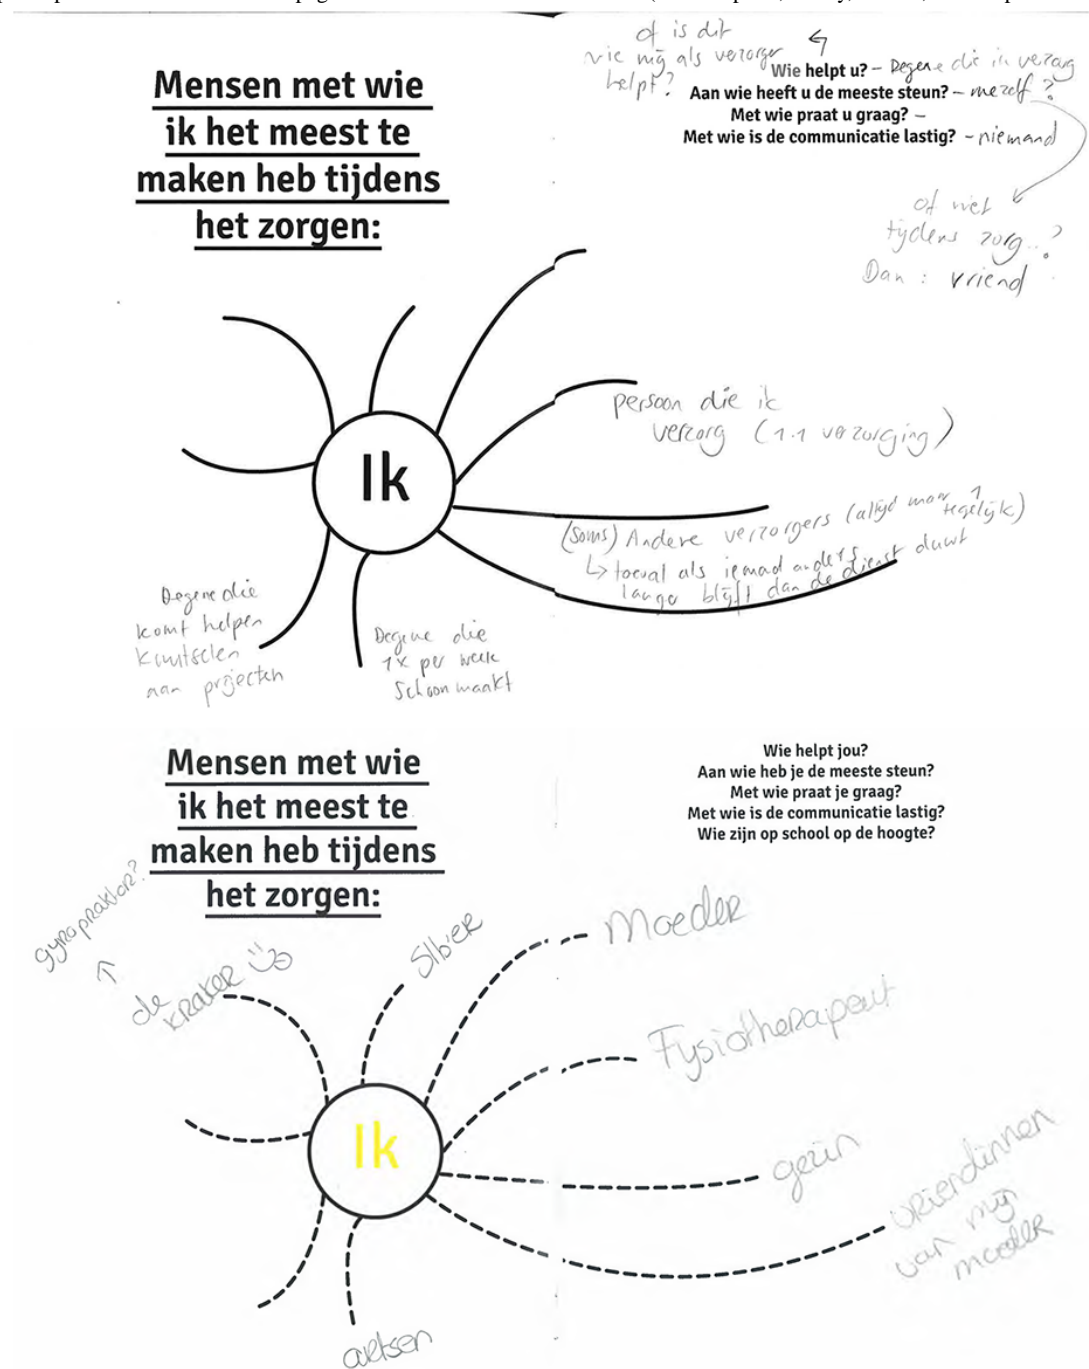 Mensen met wie
ik het meest te
maken heb tijdens
het zorgen:
of is dit
wie mij als verzorger
helpt?
Wie helpt u? – Degene die ik verzorg
Aan wie heeft u de meeste steun? – mezelf ?
Met wie praat u graag? –
Met wie is de communicatie lastig? – niemand
of niet
tijdens zorg..?
Dan : vriend
Ik
persoon die ik
verzorg (1.1 verzorging)
(soms) Andere verzorgers (altijd maar 1
tegelijk)
↳ toeval als iemad anders
langer blijft dan de dienst duurt
Degene die
komt helpen
knutselen
aan projecten
Degene die
1x per week
schoonmaakt
Mensen met wie
ik het meest te
maken heb tijdens
het zorgen:
Wie helpt jou?
Aan wie heb je de meeste steun?
Met wie praat je graag?
Met wie is de communicatie lastig?
Wie zijn op school op de hoogte?
gyropraktor?
de
kraker
Moeder
Fysiotherapeut
Ik
gezin
vriendinnen
van mijn
moeder
artsen